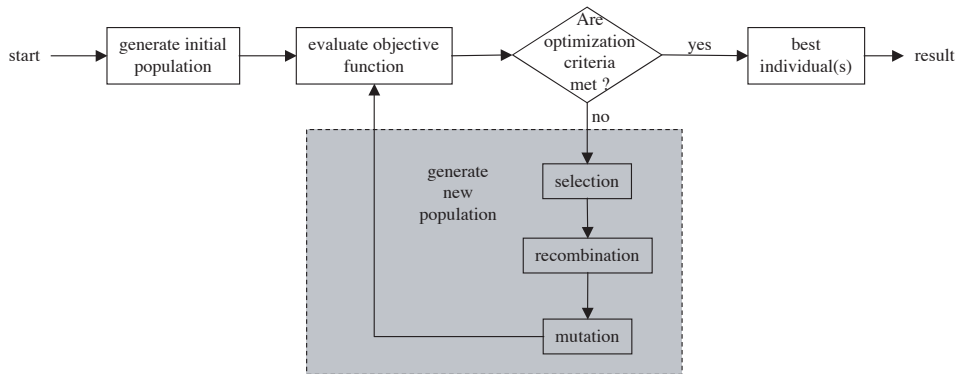 start
generate initial
population
evaluate objective
function
Are
optimization
criteria
met ?
yes
best
individual(s)
result
no
generate
new
population
selection
recombination
mutation